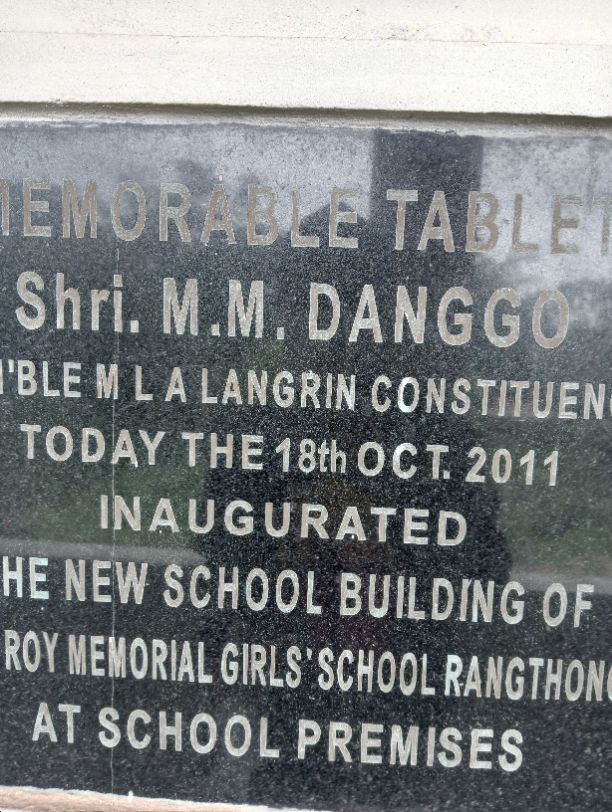 MEMORABLE TABLET
Shri. M.M. DANGGO
'BLE M L A LANGRIN CONSTITUEN
TODAY THE 18th OCT. 2011
INAUGURATED
HE NEW SCHOOL BUILDING OF
ROY MEMORIAL GIRLS' SCHOOL RANGTHONG
AT SCHOOL PREMISES